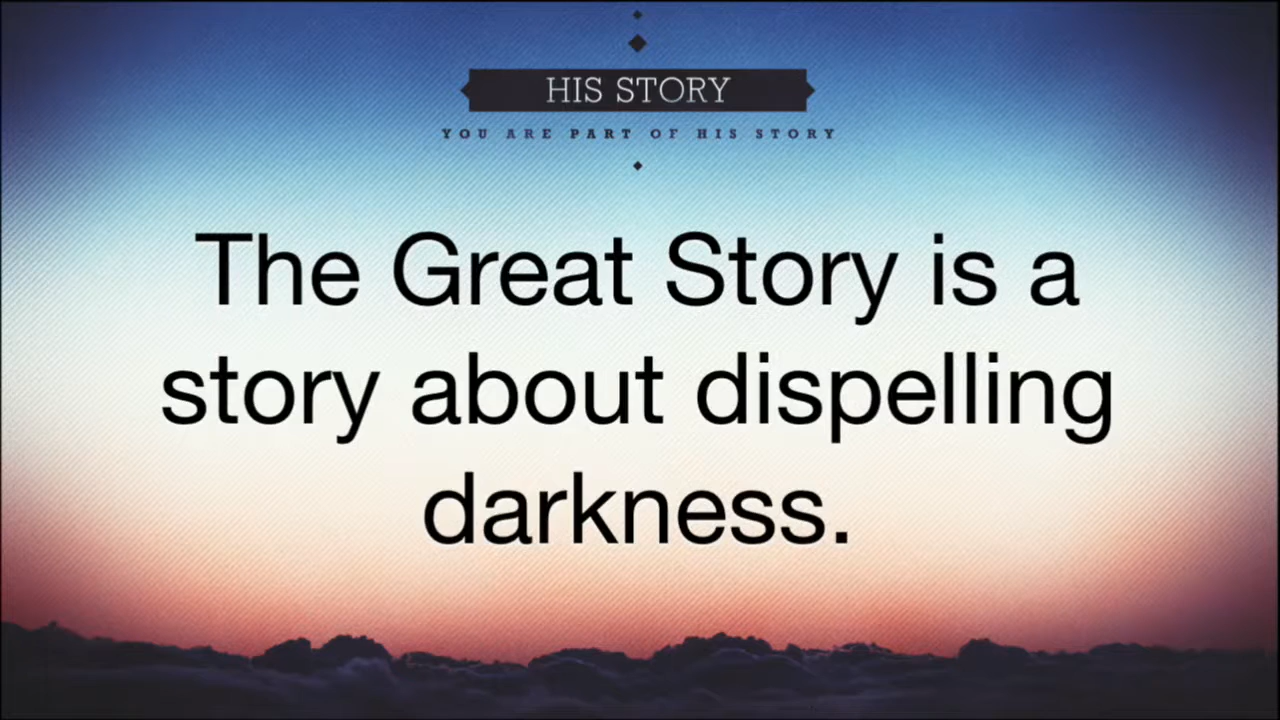 HIS STORY
YOU ARE PART OF HIS STORY
The Great Story is a
story about dispelling
darkness.